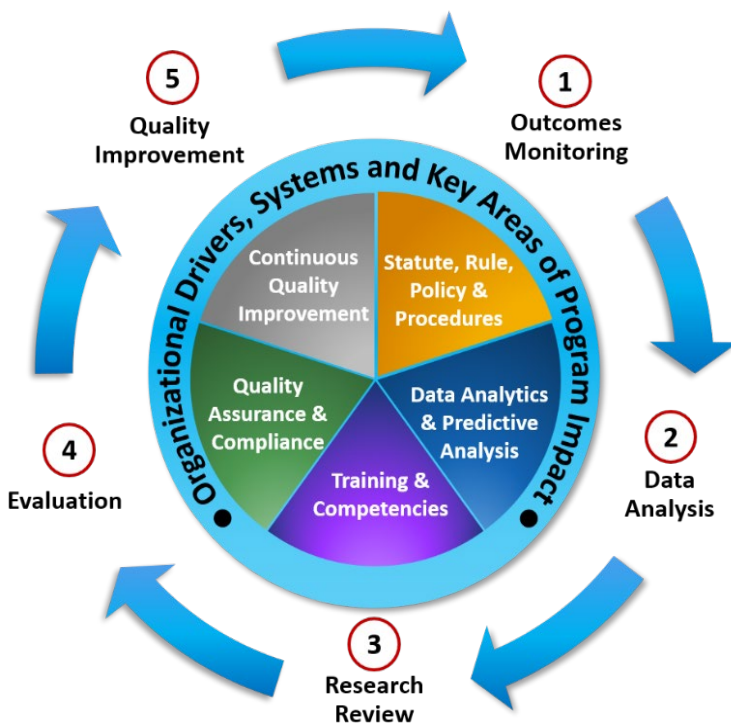 5
Quality
Improvement
1
Outcomes
Monitoring
Organizational Drivers, Systems and Key Areas of Program Impact
Continuous
Quality
Improvement
Statute, Rule,
Policy &
Procedures
Quality
Assurance &
Compliance
Data Analytics
& Predictive
Analysis
Training &
Competencies
4
Evaluation
2
Data
Analysis
3
Research
Review